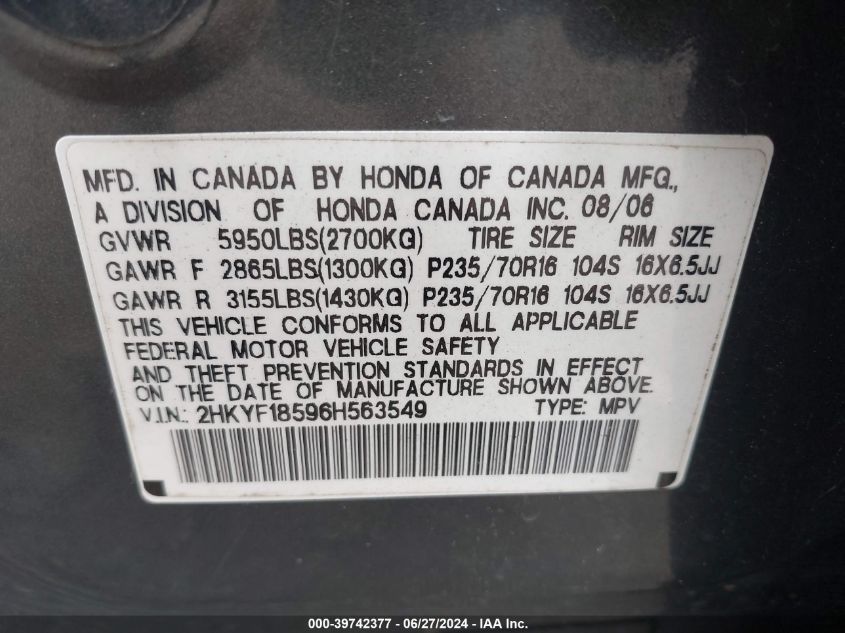 MFD. IN CANADA BY HONDA OF CANADA MFG.,
A DIVISION OF HONDA CANADA INC. 08/06
GVWR 5950LBS(2700KG) TIRE SIZE RIM SIZE
GAWR F 2865LBS(1300KG) P235/70R16 104S 16X6.5JJ
GAWR R 3155LBS(1430KG) P235/70R16 104S 16X6.5JJ
THIS VEHICLE CONFORMS TO ALL APPLICABLE
FEDERAL MOTOR VEHICLE SAFETY
AND THEFT PREVENTION STANDARDS IN EFFECT
ON THE DATE OF MANUFACTURE SHOWN ABOVE.
V.I.N.: 2HKYF18596H563549 TYPE: MPV
000-39742377 - 06/27/2024 - IAA Inc.